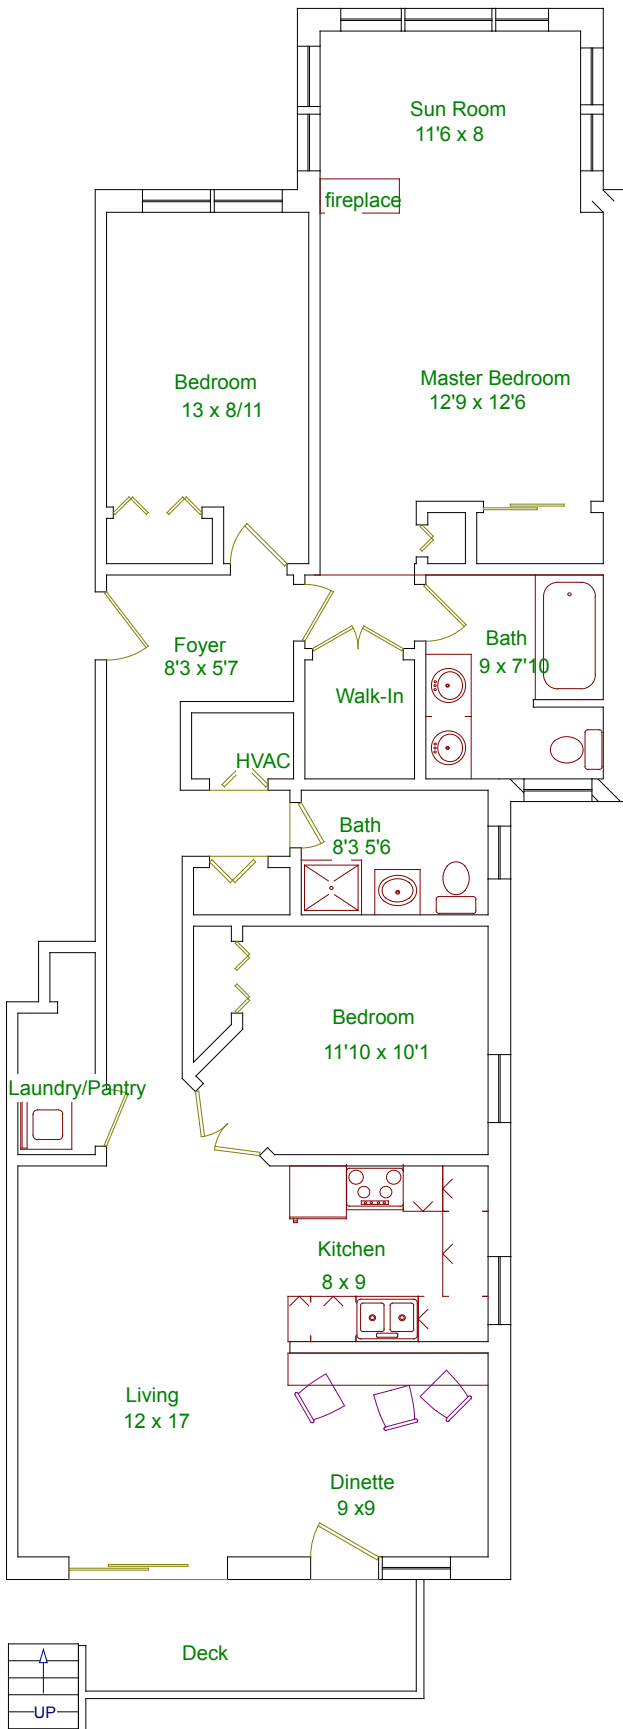 Sun Room
11'6 x 8
fireplace
Bedroom
13 x 8/11
Master Bedroom
12'9 x 12'6
Foyer
8'3 x 5'7
Bath
9 x 7'10
Walk-In
HVAC
Bath
8'3 5'6
Bedroom
11'10 x 10'1
Laundry/Pantry
Kitchen
8 x 9
Living
12 x 17
Dinette
9 x9
Deck
UP